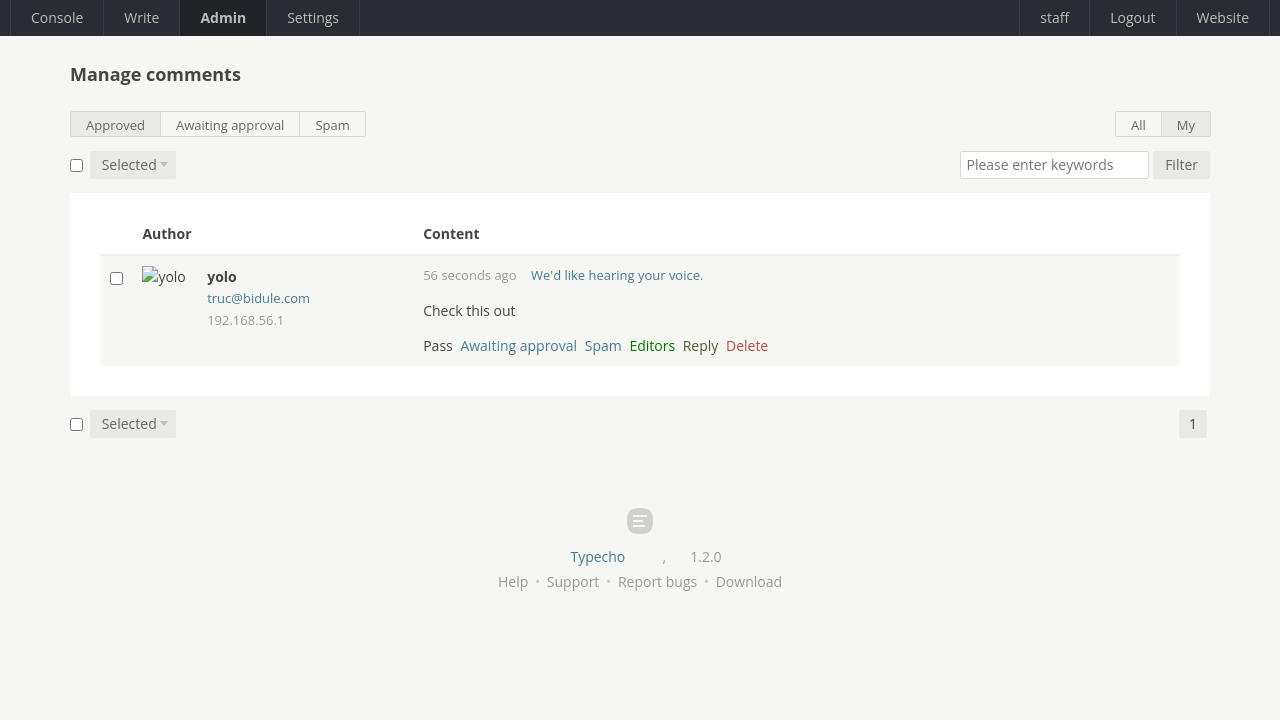 Console Write Admin Settings staff Logout Website
Manage comments
Approved Awaiting approval Spam All My
Selected Please enter keywords Filter
Author Content
yolo yolo 56 seconds ago We'd like hearing your voice.
truc@bidule.com
192.168.56.1
Check this out
Pass Awaiting approval Spam Editors Reply Delete
Selected 1
Typecho , 1.2.0
Help • Support • Report bugs • Download